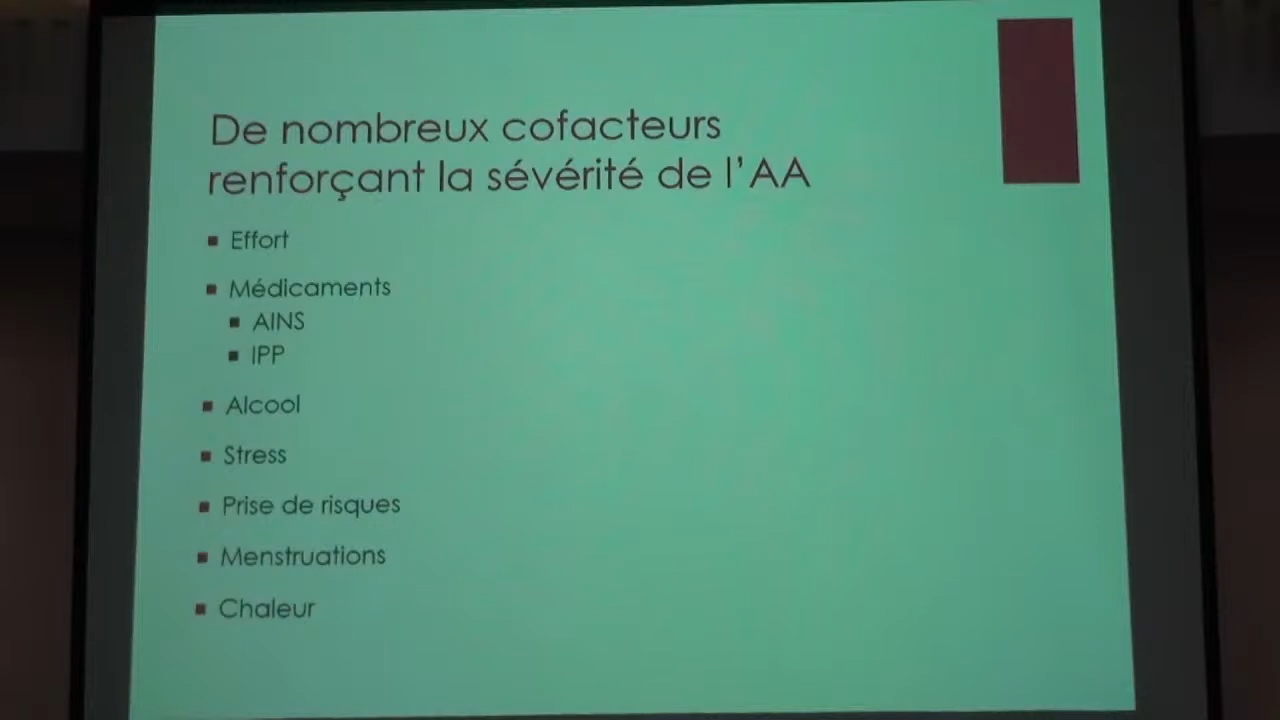 De nombreux cofacteurs
renforçant la sévérité de l'AA
Effort
Médicaments
AINS
IPP
Alcool
Stress
Prise de risques
Menstruations
Chaleur